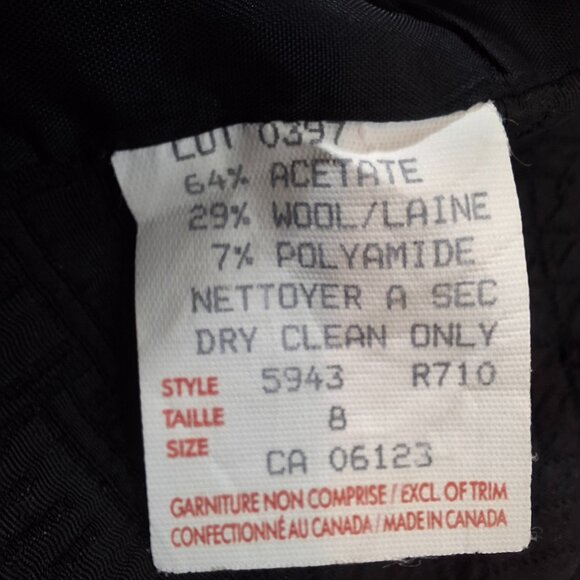 LOT 0397
64% ACETATE
29% WOOL/LAINE
7% POLYAMIDE
NETTOYER A SEC
DRY CLEAN ONLY
STYLE 5943 R710
TAILLE 8
SIZE
CA 06123
GARNITURE NON COMPRISE / EXCL OF TRIM
CONFECTIONNÉ AU CANADA / MADE IN CANADA